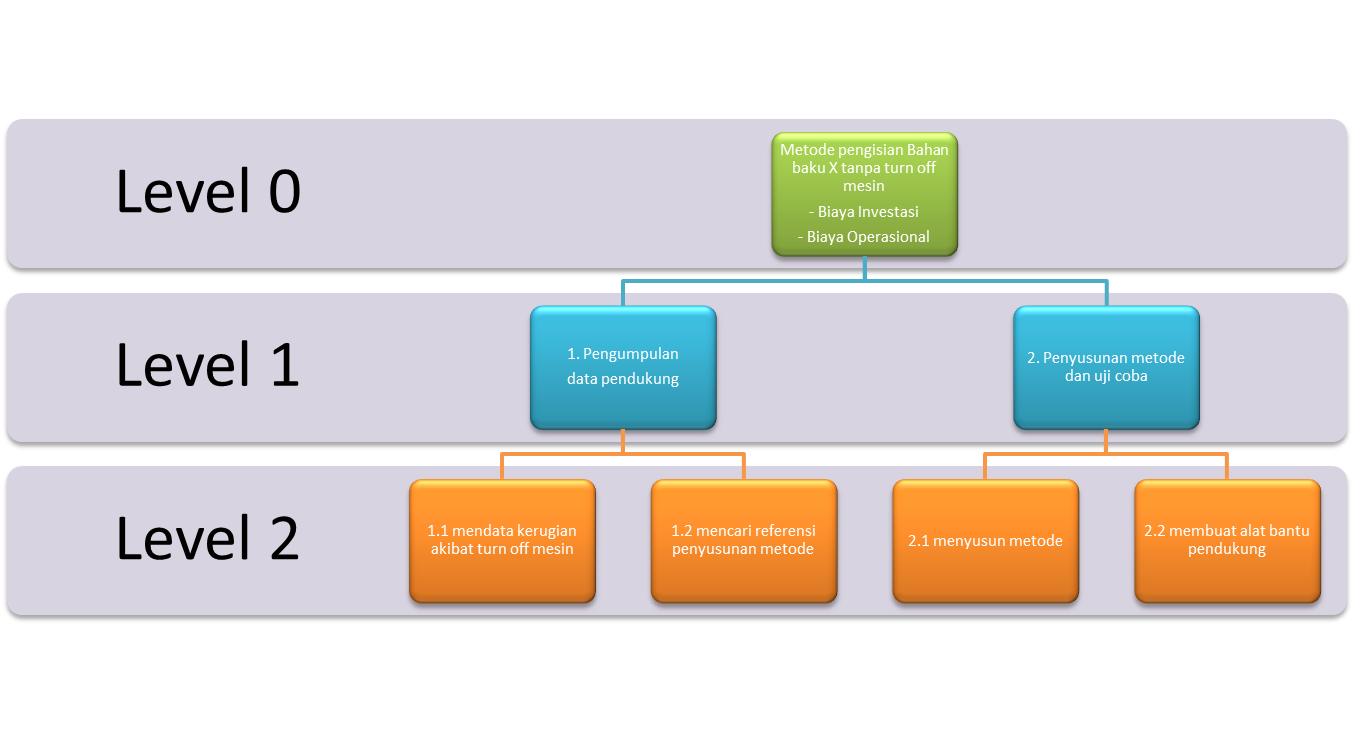 Level 0
Metode pengisian Bahan
baku X tanpa turn off
mesin
- Biaya Investasi
- Biaya Operasional
Level 1
1. Pengumpulan
data pendukung
2. Penyusunan metode
dan uji coba
Level 2
1.1 mendata kerugian
akibat turn off mesin
1.2 mencari referensi
penyusunan metode
2.1 menyusun metode
2.2 membuat alat bantu
pendukung